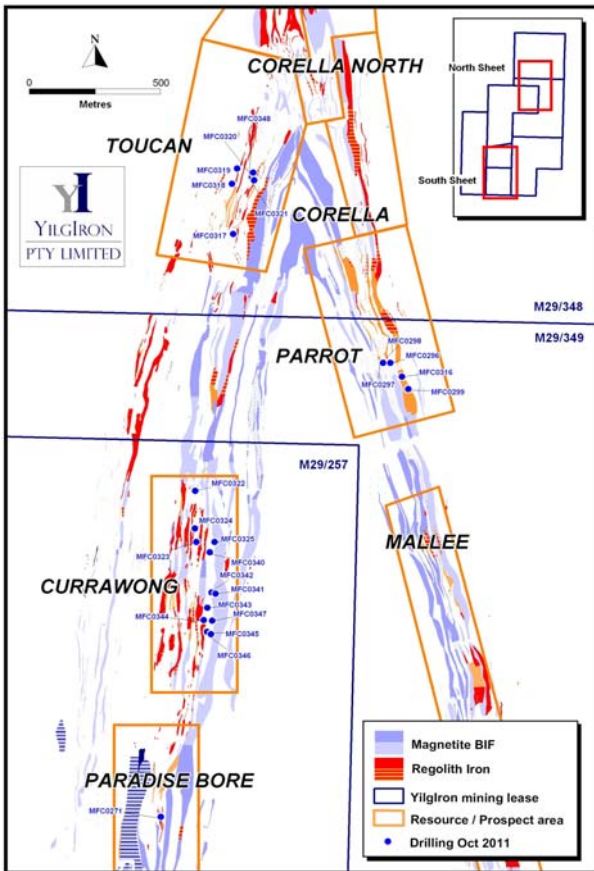 N
0
500
Metres
CORELLA NORTH
North Sheet
South Sheet
MFC0348
MFC0320
TOUCAN
MFC0319
MFC0318
MFC0321
MFC0317
CORELLA
YI
YILGIRON
PTY LIMITED
M29/348
M29/349
PARROT
MFC0298
MFC0296
MFC0316
MFC0297
MFC0299
M29/257
MFC0322
MFC0324
MFC0325
MFC0323
MFC0340
MALLEE
CURRAWONG
MFC0342
MFC0341
MFC0343
MFC0344
MFC0347
MFC0345
MFC0346
PARADISE BORE
MFC0271
Magnetite BIF
Regolith Iron
YilgIron mining lease
Resource / Prospect area
Drilling Oct 2011